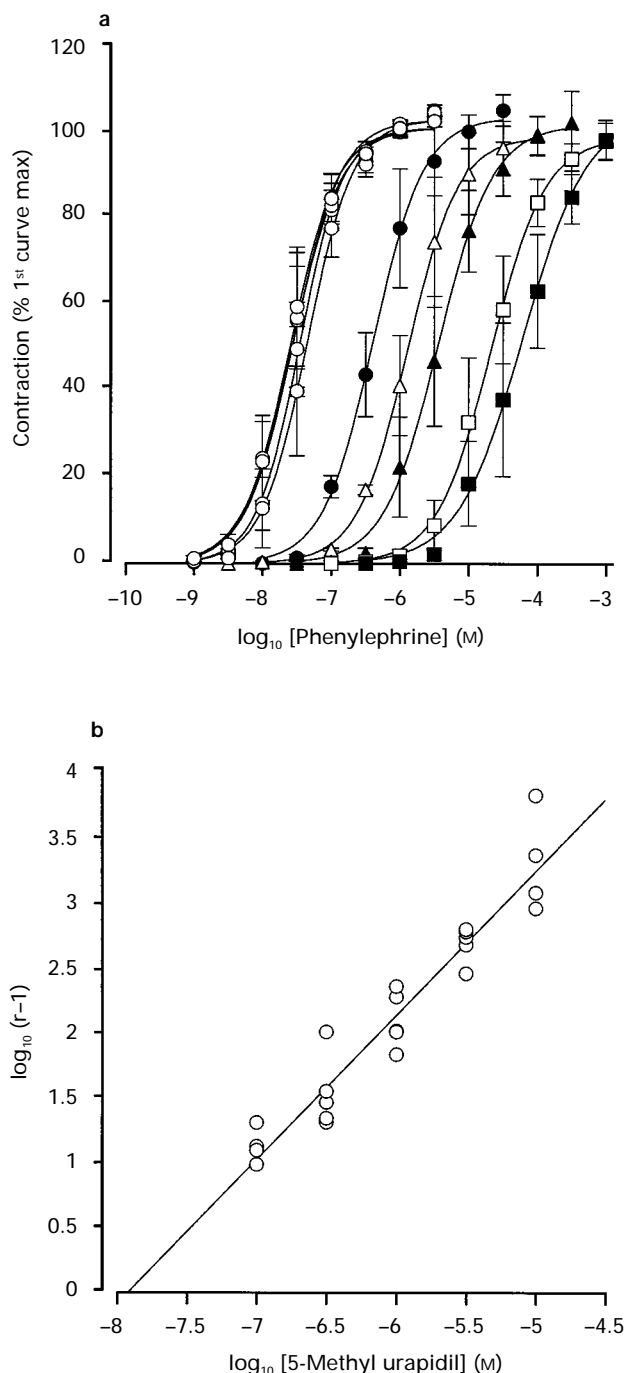 a
120
100
80
60
40
20
0
Contraction (% 1st curve max)
−10 −9 −8 −7 −6 −5 −4 −3
log10 [Phenylephrine] (M)
b
4
3.5
3
2.5
2
1.5
1
0.5
0
log10 (r−1)
−8 −7.5 −7 −6.5 −6 −5.5 −5 −4.5
log10 [5-Methyl urapidil] (M)